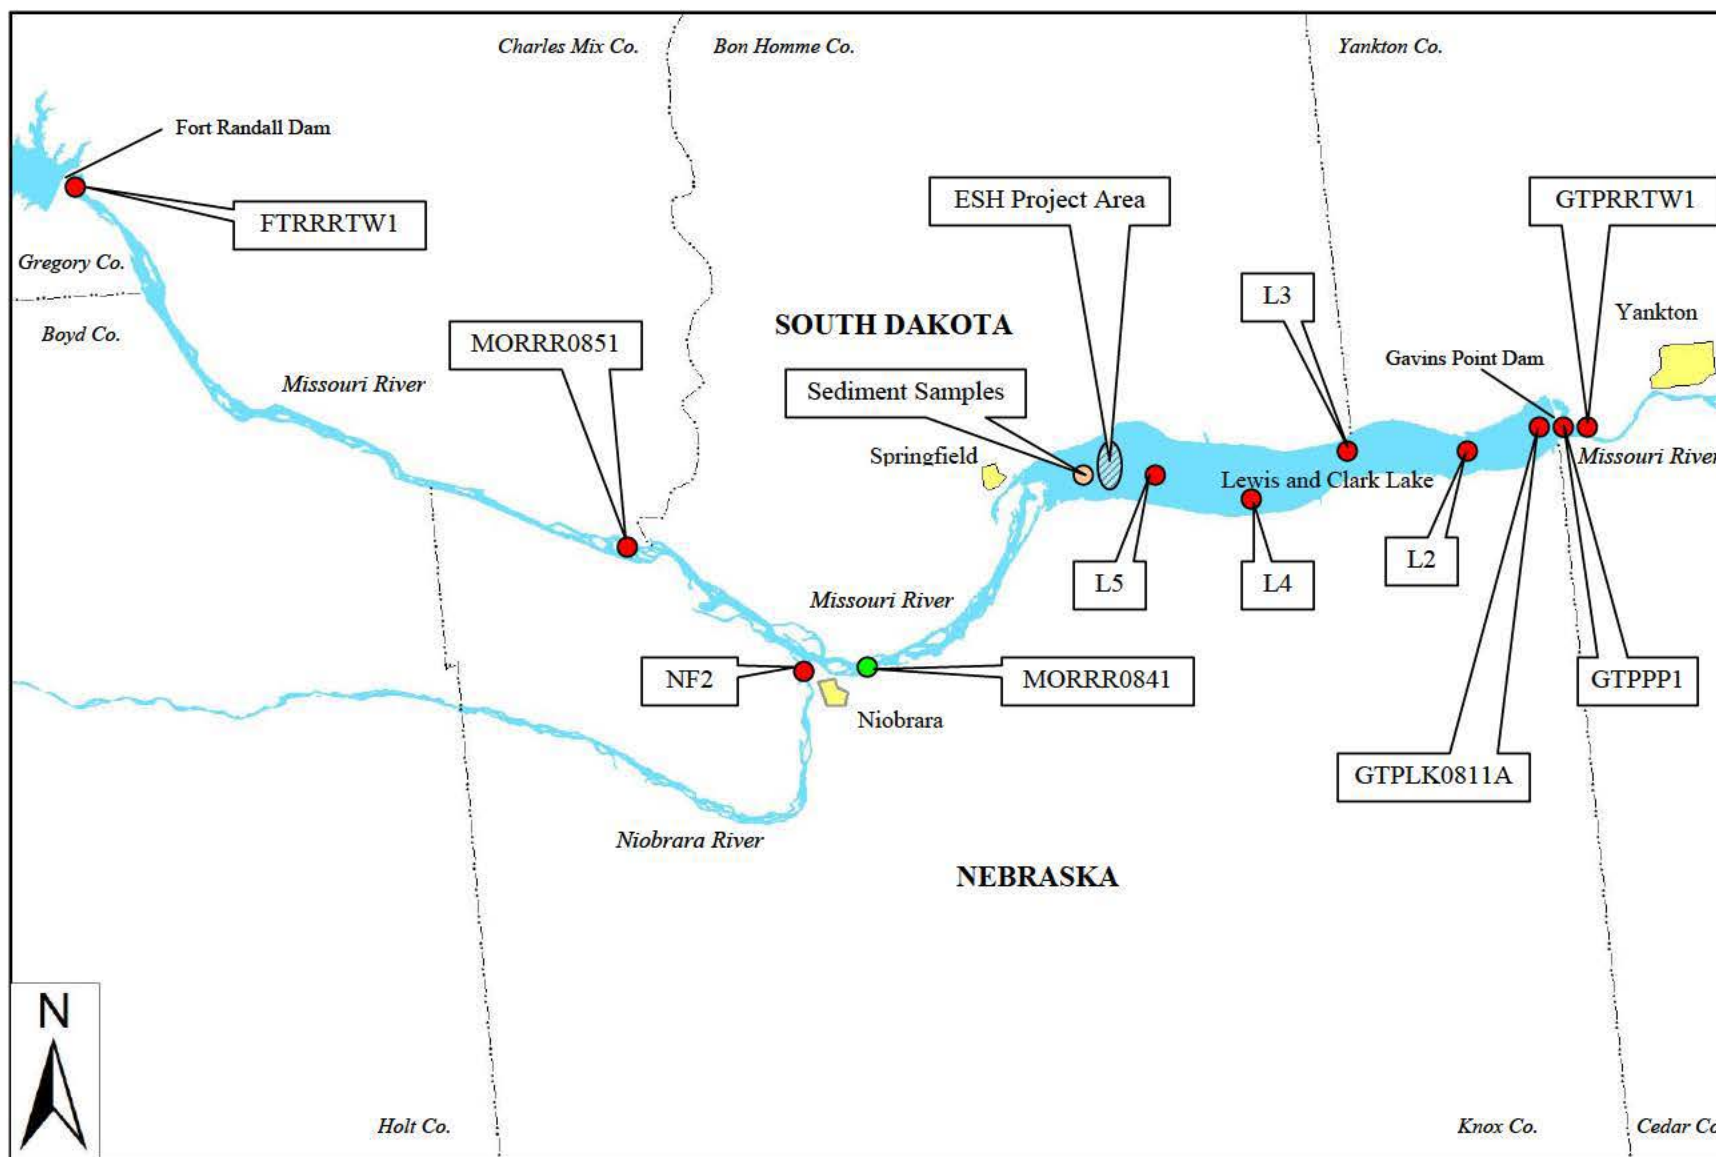 Charles Mix Co.
Bon Homme Co.
Yankton Co.
Fort Randall Dam
FTRRRTW1
ESH Project Area
GTPRRTW1
Gregory Co.
Boyd Co.
L3
Yankton
SOUTH DAKOTA
MORRR0851
Gavins Point Dam
Missouri River
Sediment Samples
Springfield
Missouri River
Lewis and Clark Lake
L5
L4
L2
Missouri River
NF2
MORRR0841
GTPPP1
Niobrara
GTPLK0811A
Niobrara River
NEBRASKA
N
Holt Co.
Knox Co.
Cedar Co